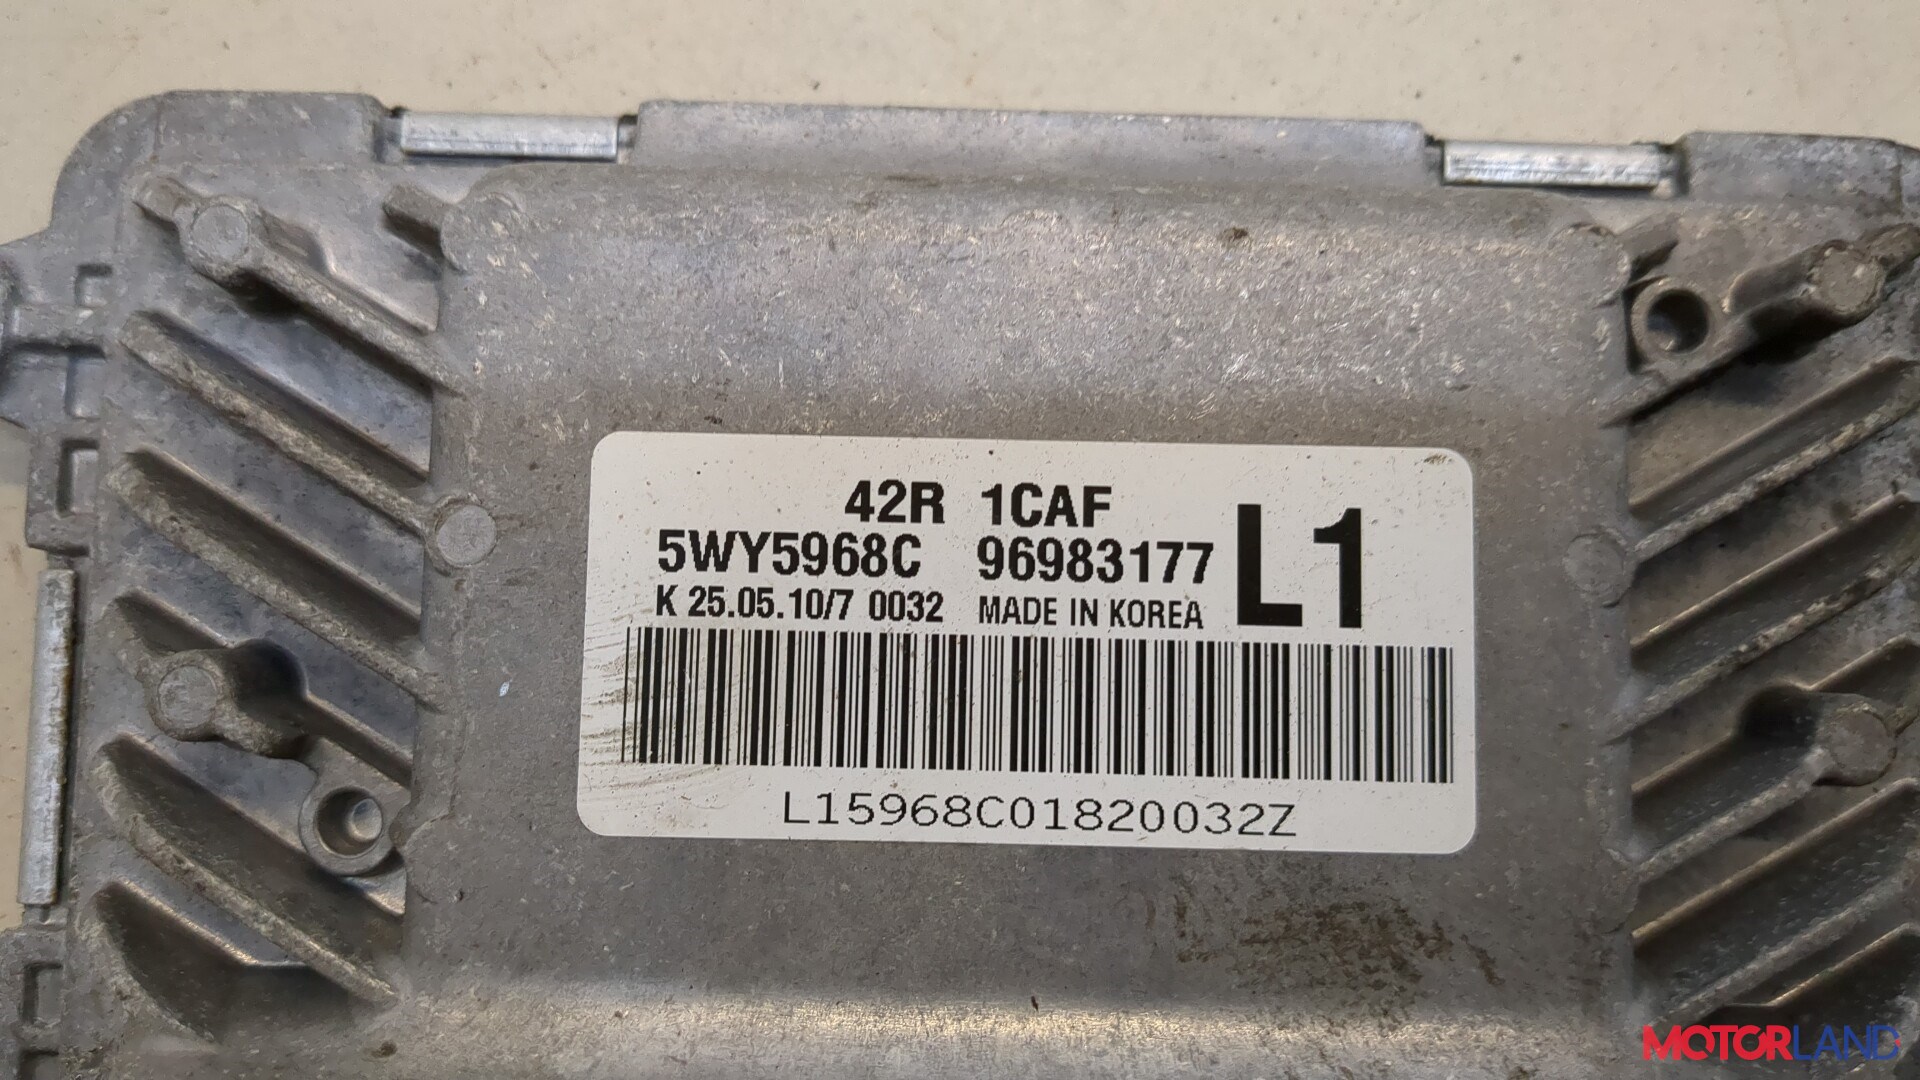 42R 1CAF
5WY5968C 96983177 L1
K 25.05.10/7 0032 MADE IN KOREA
L15968C01820032Z
MOTORLAND